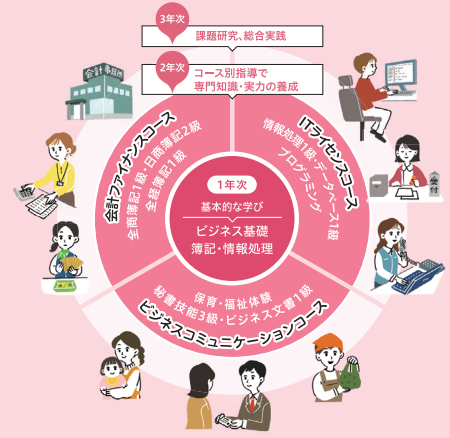 3年次
課題研究、総合実践
2年次
コース別指導で
専門知識・実力の養成
会計事務所
会計ファイナンスコース
全商簿記1級・日商簿記2級
全経簿記1級
ITライセンスコース
情報処理1級・データベース1級
プログラミング
受付
1年次
基本的な学び
ビジネス基礎
簿記・情報処理
保育・福祉体験
秘書技能3級・ビジネス文書1級
ビジネスコミュニケーションコース